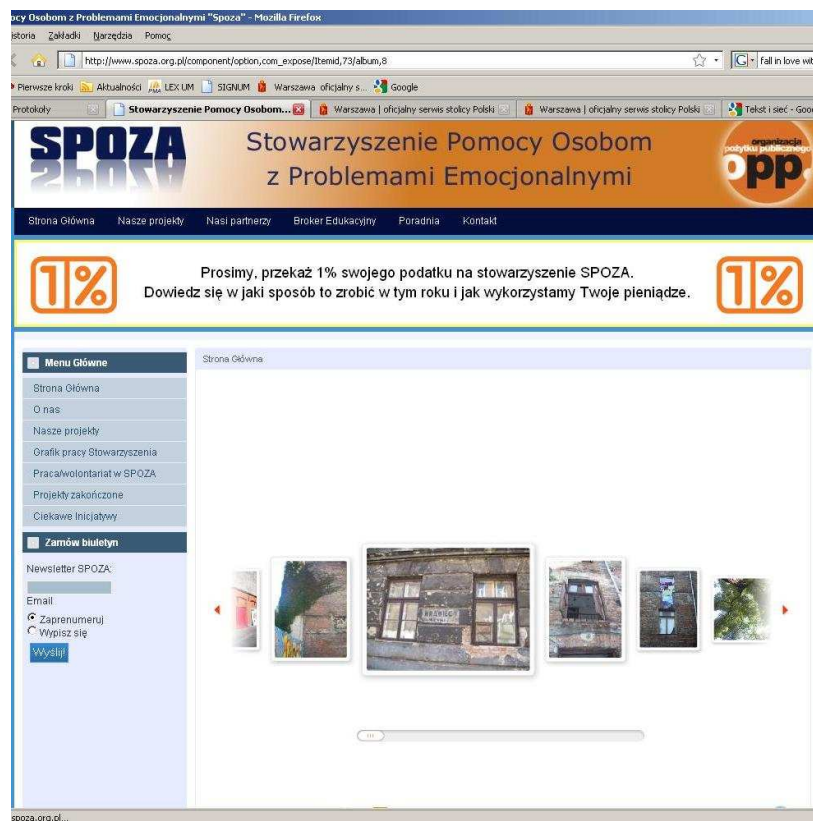 ocy Osobom z Problemami Emocjonalnymi "Spoza" - Mozilla Firefox
istoria Zakładki Narzędzia Pomoc
http://www.spoza.org.pl/component/option,com_expose/Itemid,73/album,8
fall in love wit
Pierwsze kroki Aktualności LEX UM SIGNUM Warszawa oficjalny s... Google
Protokoły Stowarzyszenie Pomocy Osobom... Warszawa | oficjalny serwis stolicy Polski Warszawa | oficjalny serwis stolicy Polski Tekst i sieć - Goo
SPOZA
Stowarzyszenie Pomocy Osobom
z Problemami Emocjonalnymi
organizacja
pożytku publicznego
opp.
Strona Główna Nasze projekty Nasi partnerzy Broker Edukacyjny Poradnia Kontakt
1%
Prosimy, przekaż 1% swojego podatku na stowarzyszenie SPOZA.
Dowiedz się w jaki sposób to zrobić w tym roku i jak wykorzystamy Twoje pieniądze.
1%
Menu Główne
Strona Główna
Strona Główna
O nas
Nasze projekty
Grafik pracy Stowarzyszenia
Praca/wolontariat w SPOZA
Projekty zakończone
Ciekawe Inicjatywy
Zamów biuletyn
Newsletter SPOZA:
Email
Zaprenumeruj
Wypisz się
Wyślij!
spoza.org.pl...